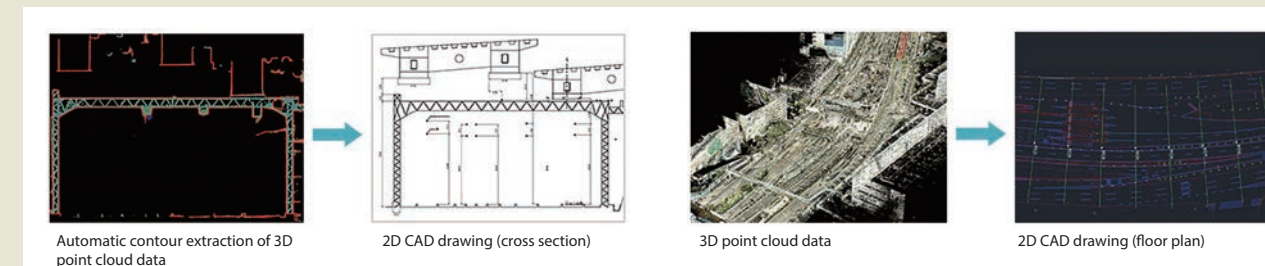 Automatic contour extraction of 3D
point cloud data
2D CAD drawing (cross section)
3D point cloud data
2D CAD drawing (floor plan)